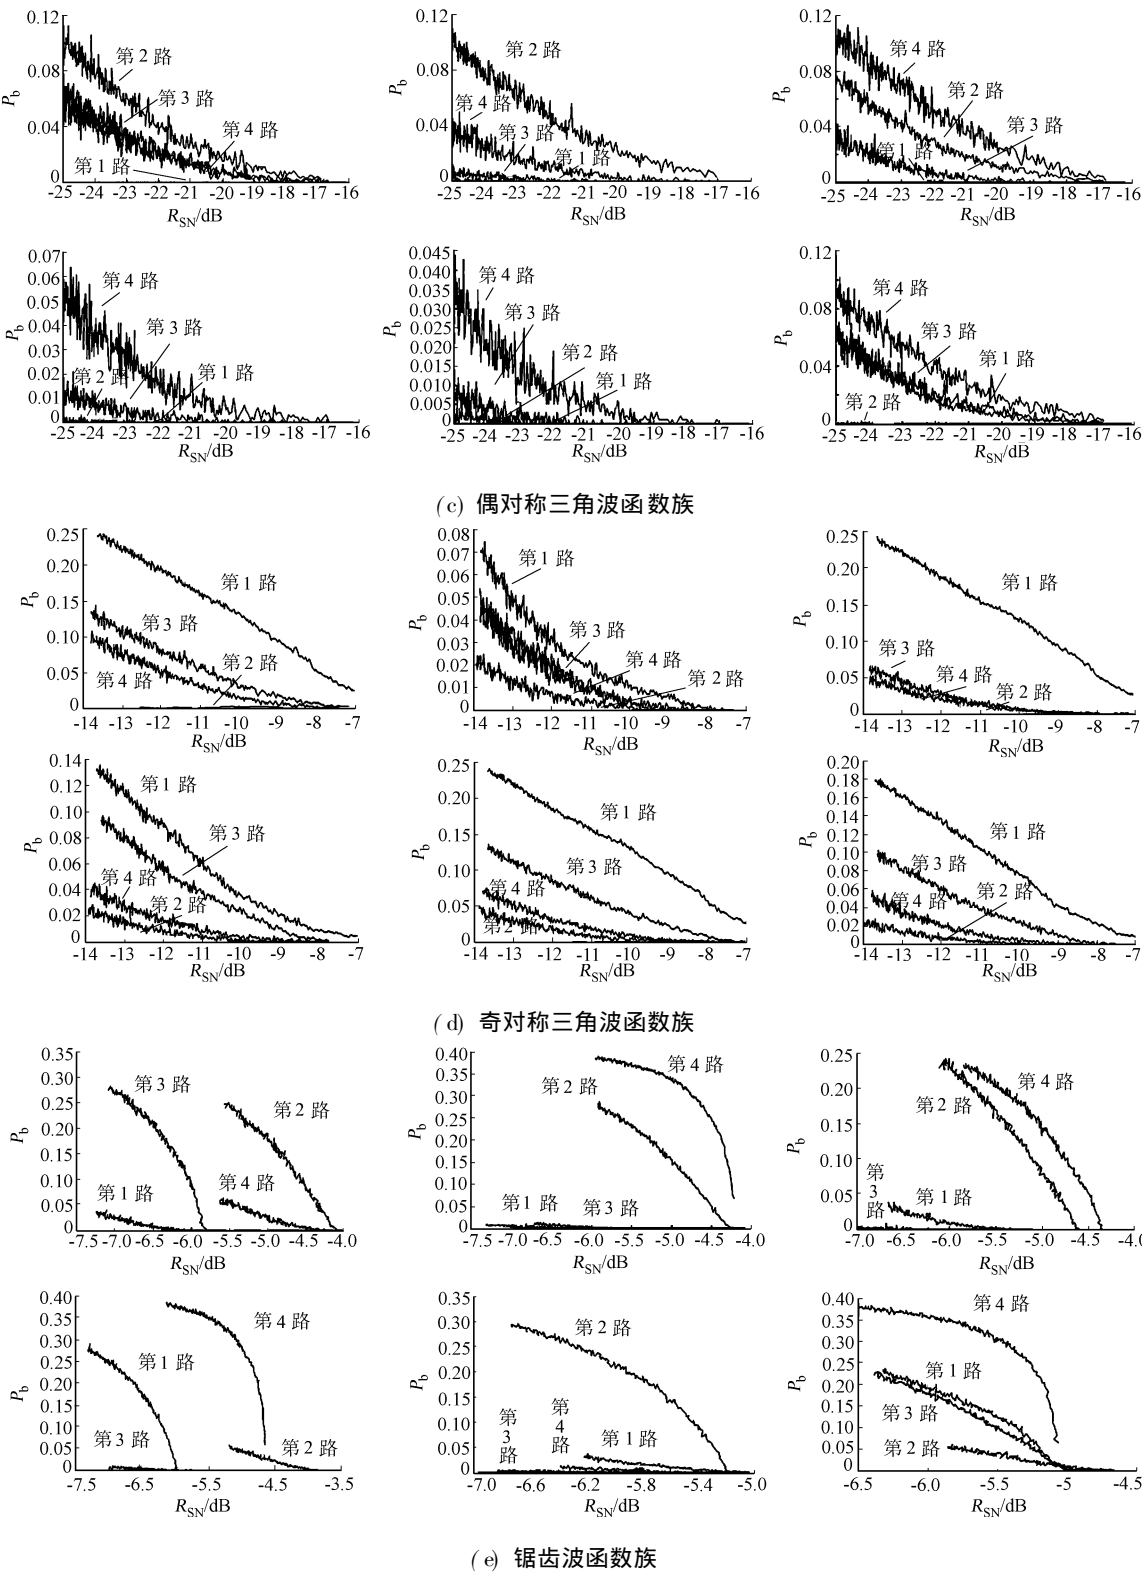 0.12
0.08
0.04
0
P_b
第 2 路
第 3 路
第 4 路
第 1 路
-25 -24 -23 -22 -21 -20 -19 -18 -17 -16
R_SN/dB
0.12
0.08
0.04
0
P_b
第 2 路
第 4 路
第 3 路
第 1 路
-25 -24 -23 -22 -21 -20 -19 -18 -17 -16
R_SN/dB
0.12
0.08
0.04
0
P_b
第 4 路
第 2 路
第 3 路
第 1 路
-25 -24 -23 -22 -21 -20 -19 -18 -17 -16
R_SN/dB
0.07
0.06
0.05
0.04
0.03
0.02
0.01
0
P_b
第 4 路
第 3 路
第 1 路
第 2 路
-25 -24 -23 -22 -21 -20 -19 -18 -17 -16
R_SN/dB
0.045
0.040
0.035
0.030
0.025
0.020
0.015
0.010
0.005
0
P_b
第 4 路
第 3 路
第 2 路
第 1 路
-25 -24 -23 -22 -21 -20 -19 -18 -17 -16
R_SN/dB
0.12
0.08
0.04
0
P_b
第 4 路
第 3 路
第 1 路
第 2 路
-25 -24 -23 -22 -21 -20 -19 -18 -17 -16
R_SN/dB
(c) 偶对称三角波函数族
0.25
0.20
0.15
0.10
0.05
0
P_b
第 1 路
第 3 路
第 2 路
第 4 路
-14 -13 -12 -11 -10 -9 -8 -7
R_SN/dB
0.08
0.07
0.06
0.05
0.04
0.03
0.02
0.01
0
P_b
第 1 路
第 3 路
第 4 路
第 2 路
-14 -13 -12 -11 -10 -9 -8 -7
R_SN/dB
0.25
0.20
0.15
0.10
0.05
0
P_b
第 1 路
第 3 路
第 4 路
第 2 路
-14 -13 -12 -11 -10 -9 -8 -7
R_SN/dB
0.14
0.12
0.10
0.08
0.06
0.04
0.02
0
P_b
第 1 路
第 3 路
第 4 路
第 2 路
-14 -13 -12 -11 -10 -9 -8 -7
R_SN/dB
0.25
0.20
0.15
0.10
0.05
0
P_b
第 1 路
第 3 路
第 4 路
第 2 路
-14 -13 -12 -11 -10 -9 -8 -7
R_SN/dB
0.20
0.18
0.16
0.14
0.12
0.10
0.08
0.06
0.04
0.02
0
P_b
第 1 路
第 3 路
第 2 路
第 4 路
-14 -13 -12 -11 -10 -9 -8 -7
R_SN/dB
(d) 奇对称三角波函数族
0.35
0.30
0.25
0.20
0.15
0.10
0.05
0
P_b
第 3 路
第 2 路
第 4 路
第 1 路
-7.5 -7.0 -6.5 -6.0 -5.5 -5.0 -4.5 -4.0
R_SN/dB
0.40
0.35
0.30
0.25
0.20
0.15
0.10
0.05
0
P_b
第 4 路
第 2 路
第 1 路
第 3 路
-7.5 -7.0 -6.5 -6.0 -5.5 -5.0 -4.5 -4.0
R_SN/dB
0.25
0.20
0.15
0.10
0.05
0
P_b
第 4 路
第 2 路
第
3
路
第 1 路
-7.0 -6.5 -6.0 -5.5 -5 -4.5 -4.0
R_SN/dB
0.40
0.35
0.30
0.25
0.20
0.15
0.10
0.05
0
P_b
第 4 路
第 1 路
第 3 路
第 2 路
-7.5 -6.5 -5.5 -4.5 -3.5
R_SN/dB
0.35
0.30
0.25
0.20
0.15
0.10
0.05
0
P_b
第 2 路
第
3
路
第
4
路
第 1 路
-7.0 -6.6 -6.2 -5.8 -5.4 -5.0
R_SN/dB
0.40
0.35
0.30
0.25
0.20
0.15
0.10
0.05
0
P_b
第 4 路
第 1 路
第 3 路
第 2 路
-6.5 -6.0 -5.5 -5 -4.5
R_SN/dB
(e) 锯齿波函数族